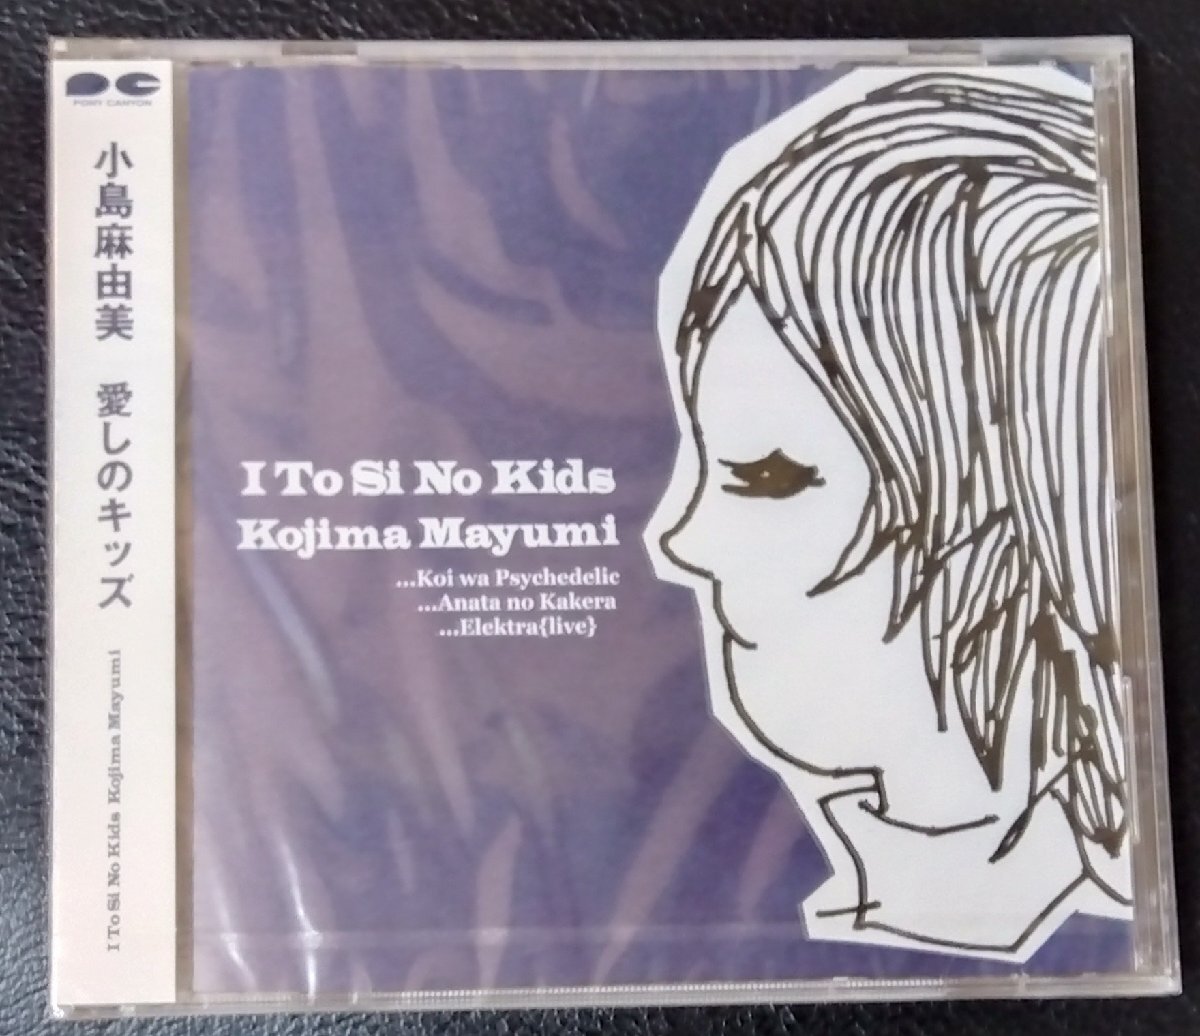 PONY CANYON
小島麻由美 愛しのキッズ
I To Si No Kids Kojima Mayumi
I To Si No Kids
Kojima Mayumi
...Koi wa Psychedelic
...Anata no Kakera
...Elektra{live}